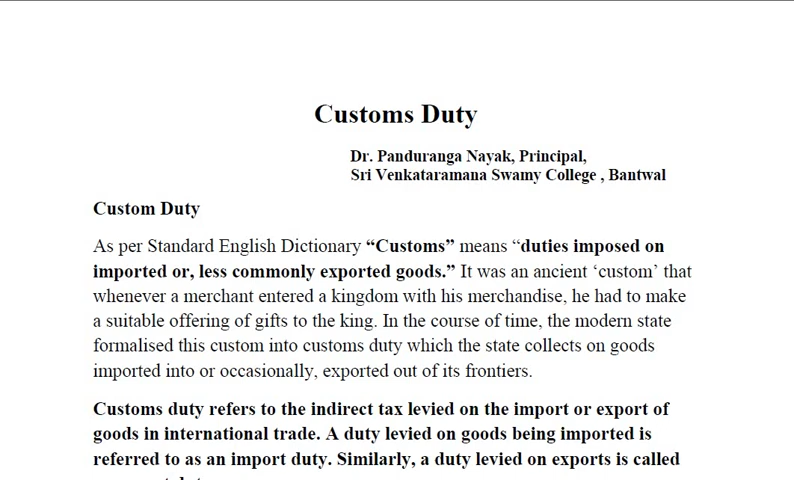 Customs Duty
Dr. Panduranga Nayak, Principal,
Sri Venkataramana Swamy College , Bantwal
Custom Duty
As per Standard English Dictionary “Customs” means “duties imposed on
imported or, less commonly exported goods.” It was an ancient ‘custom’ that
whenever a merchant entered a kingdom with his merchandise, he had to make
a suitable offering of gifts to the king. In the course of time, the modern state
formalised this custom into customs duty which the state collects on goods
imported into or occasionally, exported out of its frontiers.
Customs duty refers to the indirect tax levied on the import or export of
goods in international trade. A duty levied on goods being imported is
referred to as an import duty. Similarly, a duty levied on exports is called